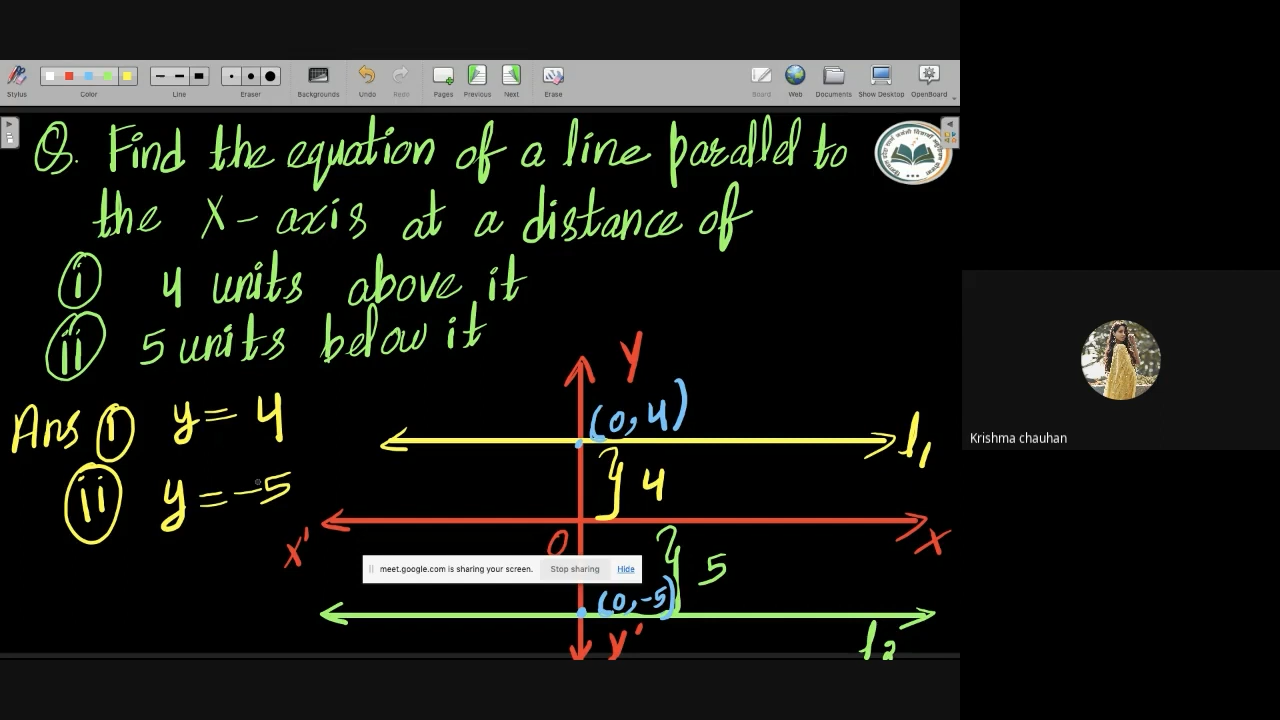 Stylus Color Line Eraser Backgrounds Undo Redo Pages Previous Next Erase Board Web Documents Show Desktop OpenBoard
Q. Find the equation of a line parallel to
the X-axis at a distance of
(i) 4 units above it
(ii) 5 units below it
Ans (i) y = 4
(ii) y = -5
Y
(0, 4)
l1
4
X'
O
X
meet.google.com is sharing your screen. Stop sharing Hide
5
(0, -5)
Y'
l2
Krishma chauhan